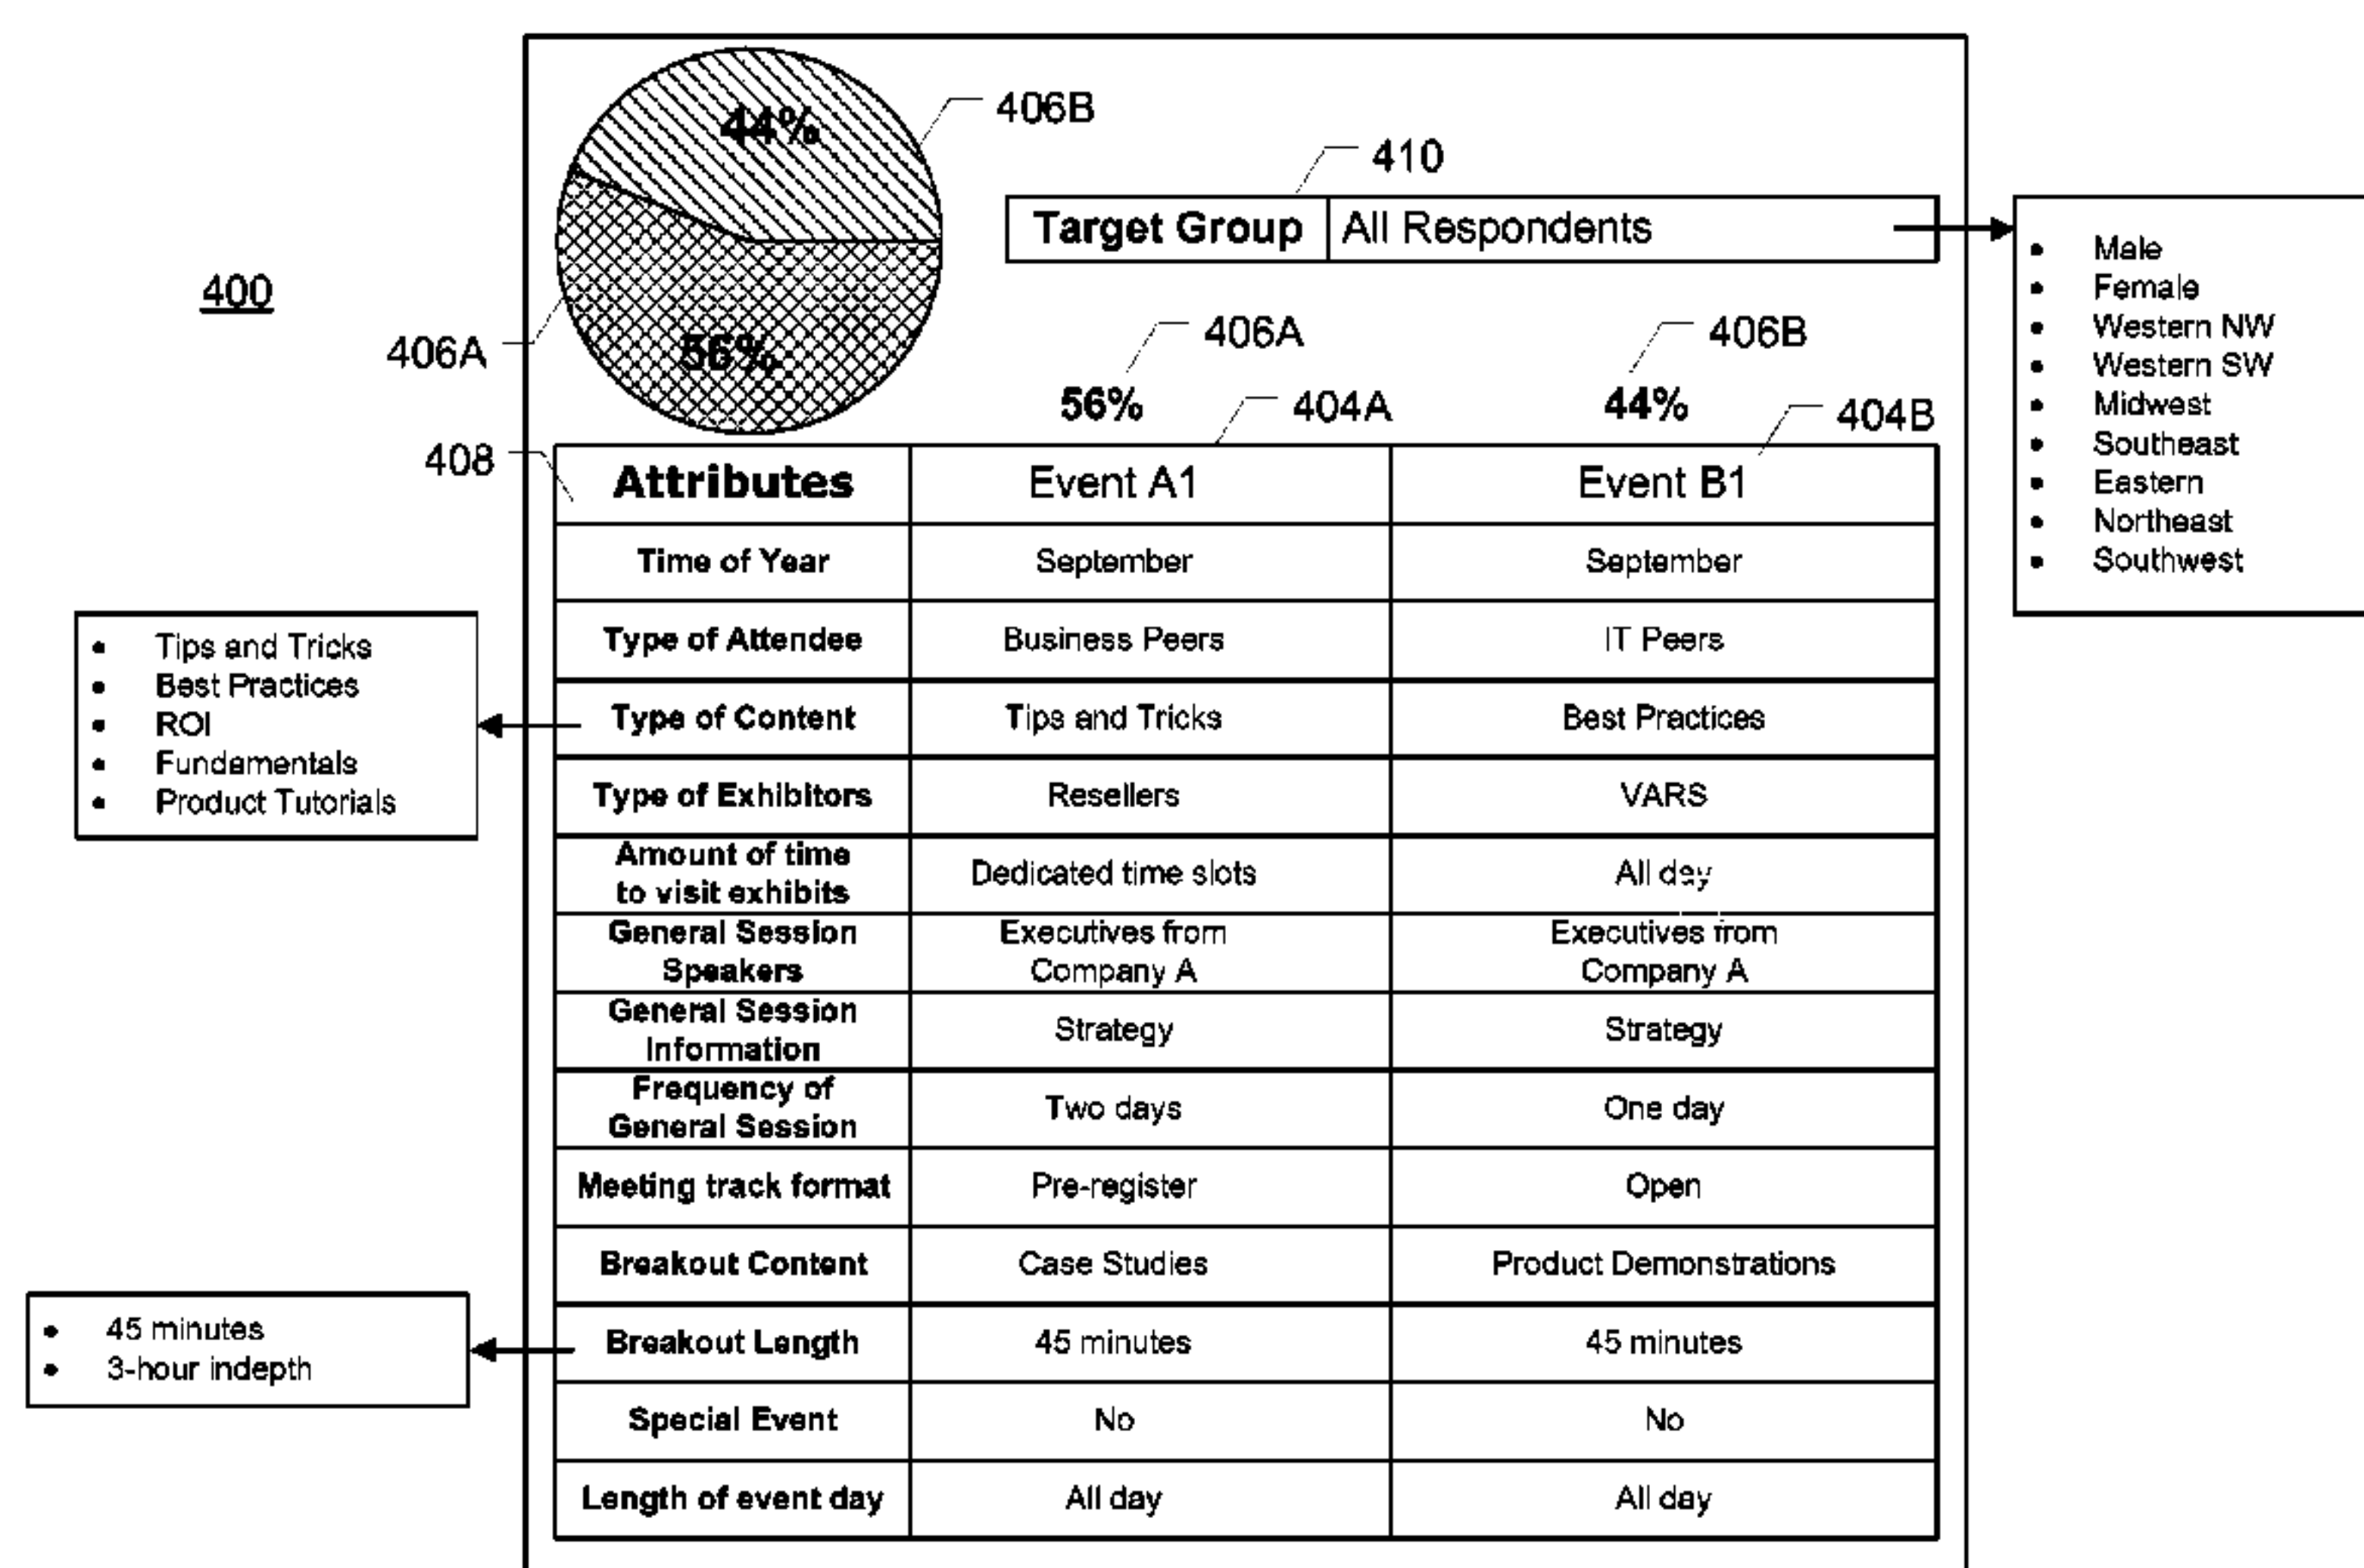 44%
406B
410
Target Group All Respondents
400
56%
406A
406A
406B
56%
44%
404A
404B
408
Attributes Event A1 Event B1
Time of Year September September
Type of Attendee Business Peers IT Peers
Type of Content Tips and Tricks Best Practices
Type of Exhibitors Resellers VARS
Amount of time
to visit exhibits
Dedicated time slots
All day
General Session
Speakers
Executives from
Company A
Executives from
Company A
General Session
Information
Strategy
Strategy
Frequency of
General Session
Two days
One day
Meeting track format Pre-register Open
Breakout Content Case Studies Product Demonstrations
Breakout Length 45 minutes 45 minutes
Special Event No No
Length of event day All day All day
• Male
• Female
• Western NW
• Western SW
• Midwest
• Southeast
• Eastern
• Northeast
• Southwest
• Tips and Tricks
• Best Practices
• ROI
• Fundamentals
• Product Tutorials
• 45 minutes
• 3-hour indepth